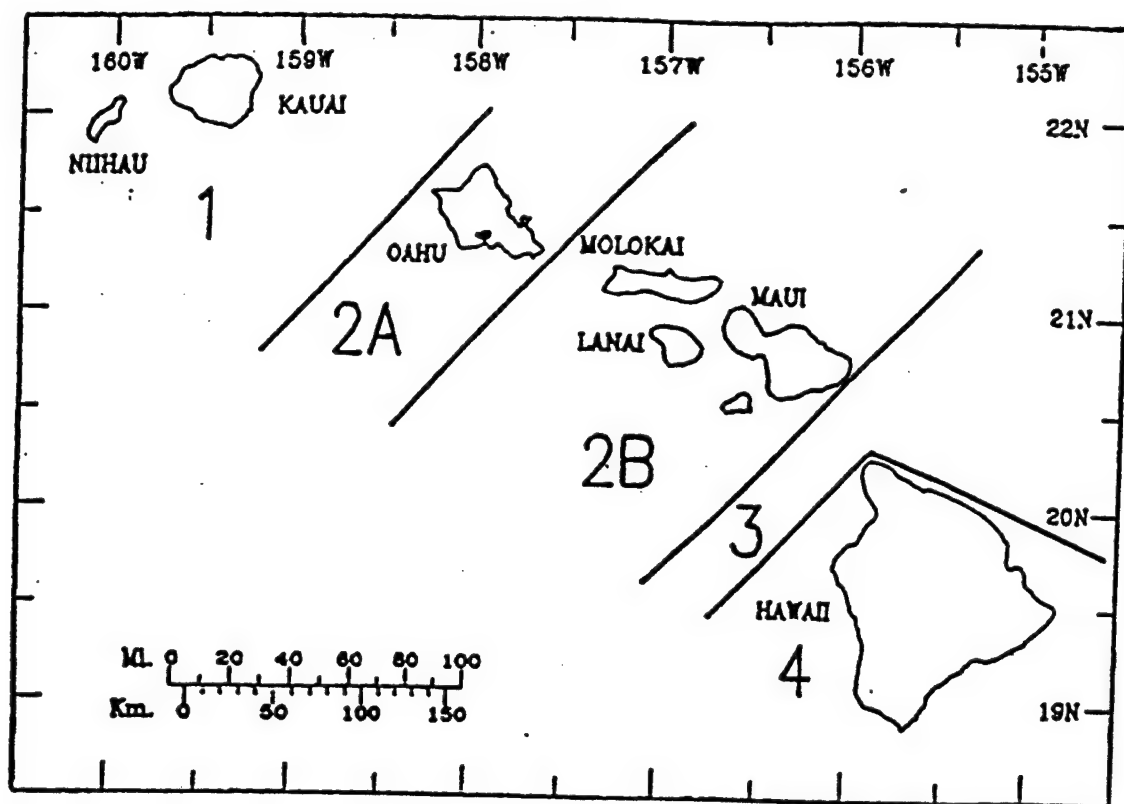 160W 159W 158W 157W 156W 155W
KAUAI
22N
NIIHAU
1
OAHU
MOLOKAI
2A
MAUI
21N
LANAI
2B
3
20N
HAWAII
4
MI. 0 20 40 60 80 100
Km. 0 50 100 150
19N